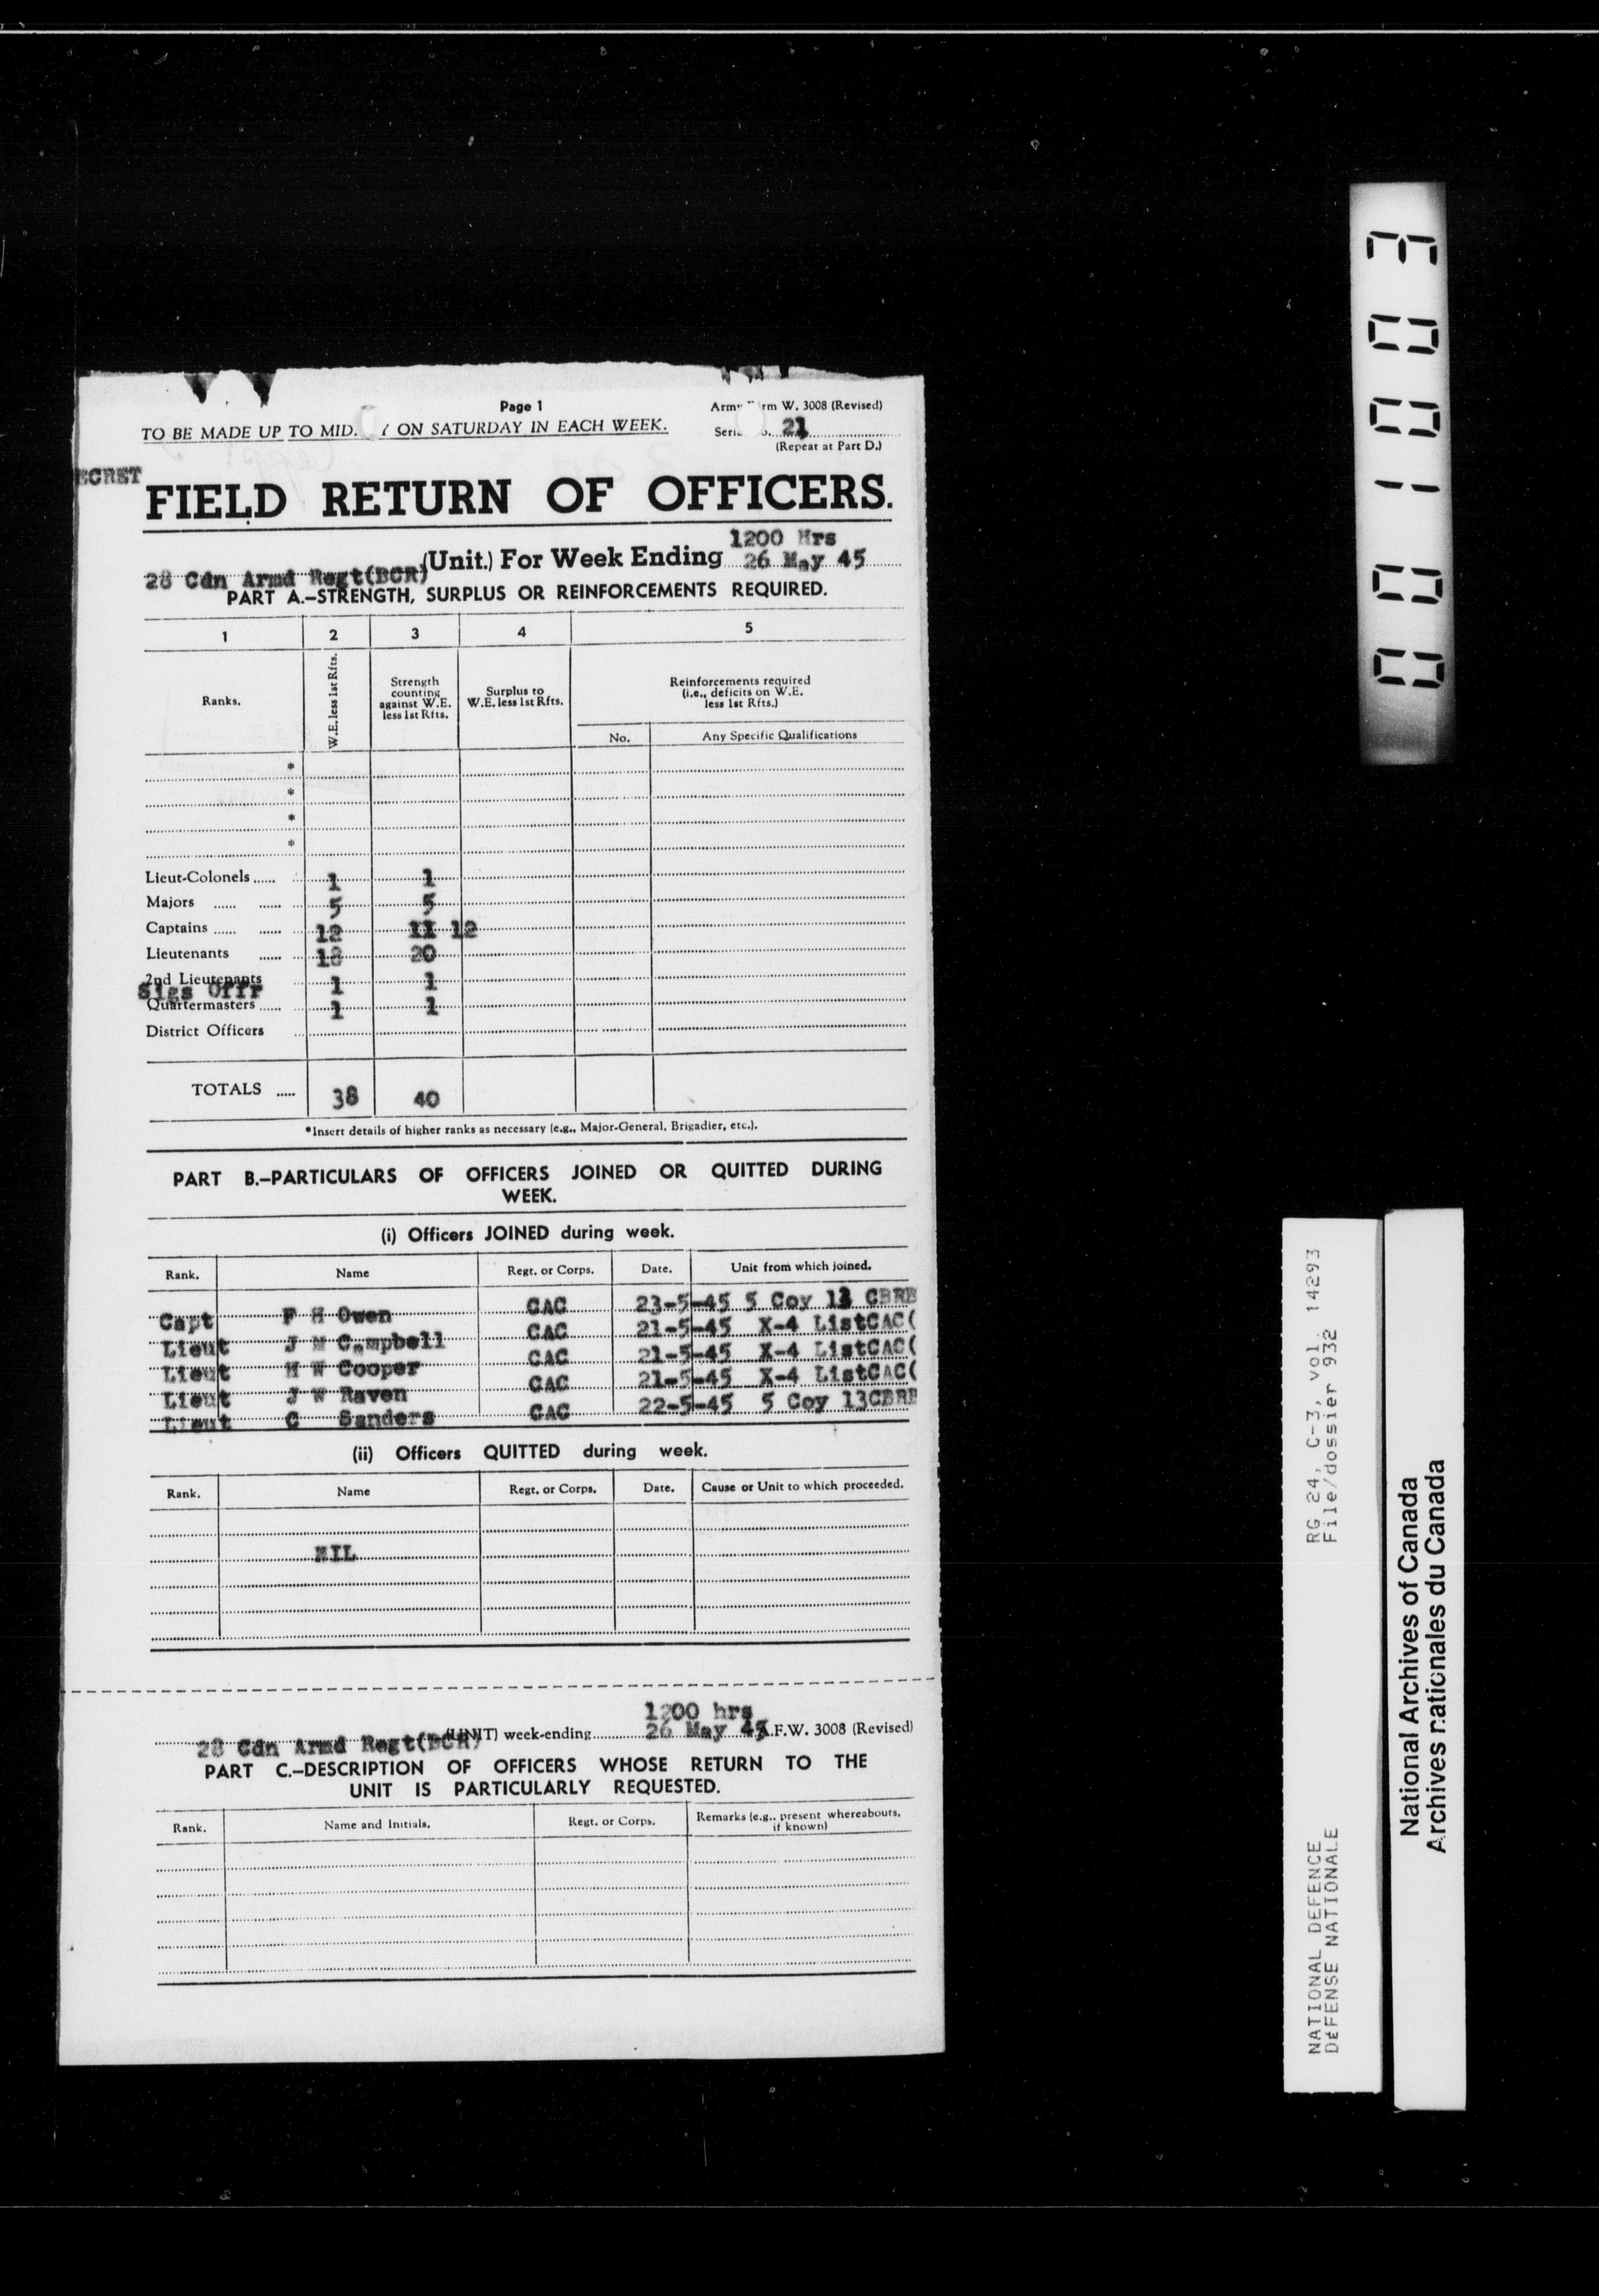 Page 1
Army Form W. 3008 (Revised)
TO BE MADE UP TO MID. ON SATURDAY IN EACH WEEK.
Serial No. 21
(Repeat at Part D.)
ECRET
FIELD RETURN OF OFFICERS.
1200 Hrs
28 Cdn Armd Regt(BCR) (Unit.) For Week Ending 26 May 45
PART A.—STRENGTH, SURPLUS OR REINFORCEMENTS REQUIRED.
1 2 3 4 5
Ranks. W.E. less 1st Rfts. Strength counting against W.E. less 1st Rfts. Surplus to W.E. less 1st Rfts. Reinforcements required (i.e., deficits on W.E. less 1st Rfts.)
No. Any Specific Qualifications
*
*
*
*
Lieut-Colonels 1 1
Majors 5 5
Captains 12 II 12
Lieutenants 18 20
2nd Lieutenants 1 1
Sigs Offr
Quartermasters 1 1
District Officers
TOTALS 38 40
*Insert details of higher ranks as necessary (e.g., Major-General, Brigadier, etc.).
PART B.—PARTICULARS OF OFFICERS JOINED OR QUITTED DURING
WEEK.
(i) Officers JOINED during week.
Rank. Name Regt. or Corps. Date. Unit from which joined.
Capt F H Owen CAC 23-5-45 5 Coy 13 CBRE
Lieut J M Campbell CAC 21-5-45 X-4 ListCAC(
Lieut H W Cooper CAC 21-5-45 X-4 ListCAC(
Lieut J W Raven CAC 21-5-45 X-4 ListCAC(
Lieut C Sanders CAC 22-5-45 5 Coy 13CBRE
(ii) Officers QUITTED during week.
Rank. Name Regt. or Corps. Date. Cause or Unit to which proceeded.
NIL
1200 hrs
28 Cdn Armd Regt(BCR) (UNIT) week-ending 26 May 45 A.F.W. 3008 (Revised)
PART C.—DESCRIPTION OF OFFICERS WHOSE RETURN TO THE
UNIT IS PARTICULARLY REQUESTED.
Rank. Name and Initials. Regt. or Corps. Remarks (e.g., present whereabouts, if known)
001003
NATIONAL DEFENCE RG 24, C-3, vol. 14293
DÉFENSE NATIONALE File/dossier 932
National Archives of Canada
Archives nationales du Canada